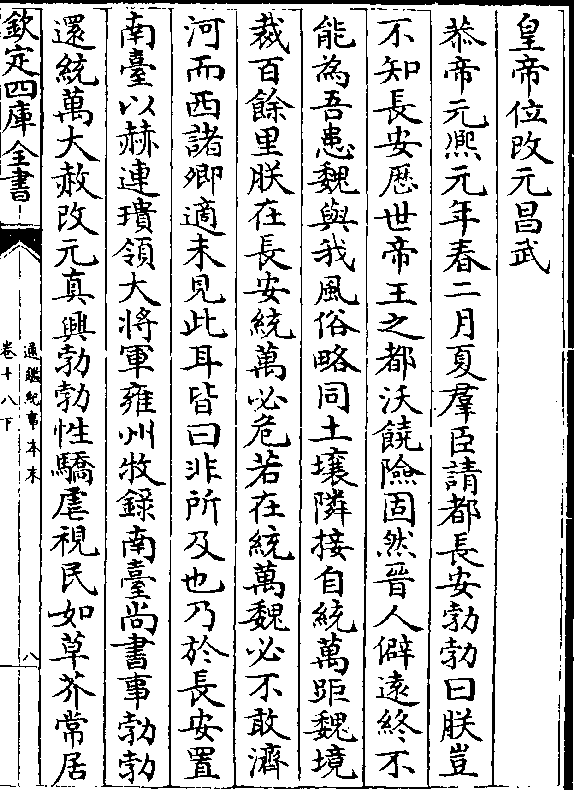 皇帝位改元昌武
恭帝元熙元年春二月夏羣臣請都長安勃勃曰朕豈
不知長安歷世帝王之都沃饒險固然晉人僻遠終不
能為吾患魏與我風俗略同土壤隣接自統萬距魏境
裁百餘里朕在長安統萬必危若在統萬魏必不敢濟
河而西諸卿適未見此耳皆曰非所及也乃於長安置
南臺以赫連璝領大將軍雍州牧録南臺尚書事勃勃
還統萬大赦改元真興勃勃性驕虐視民如草芥常居
欽定四庫全書
通鑑紀事本末
卷十八下
八